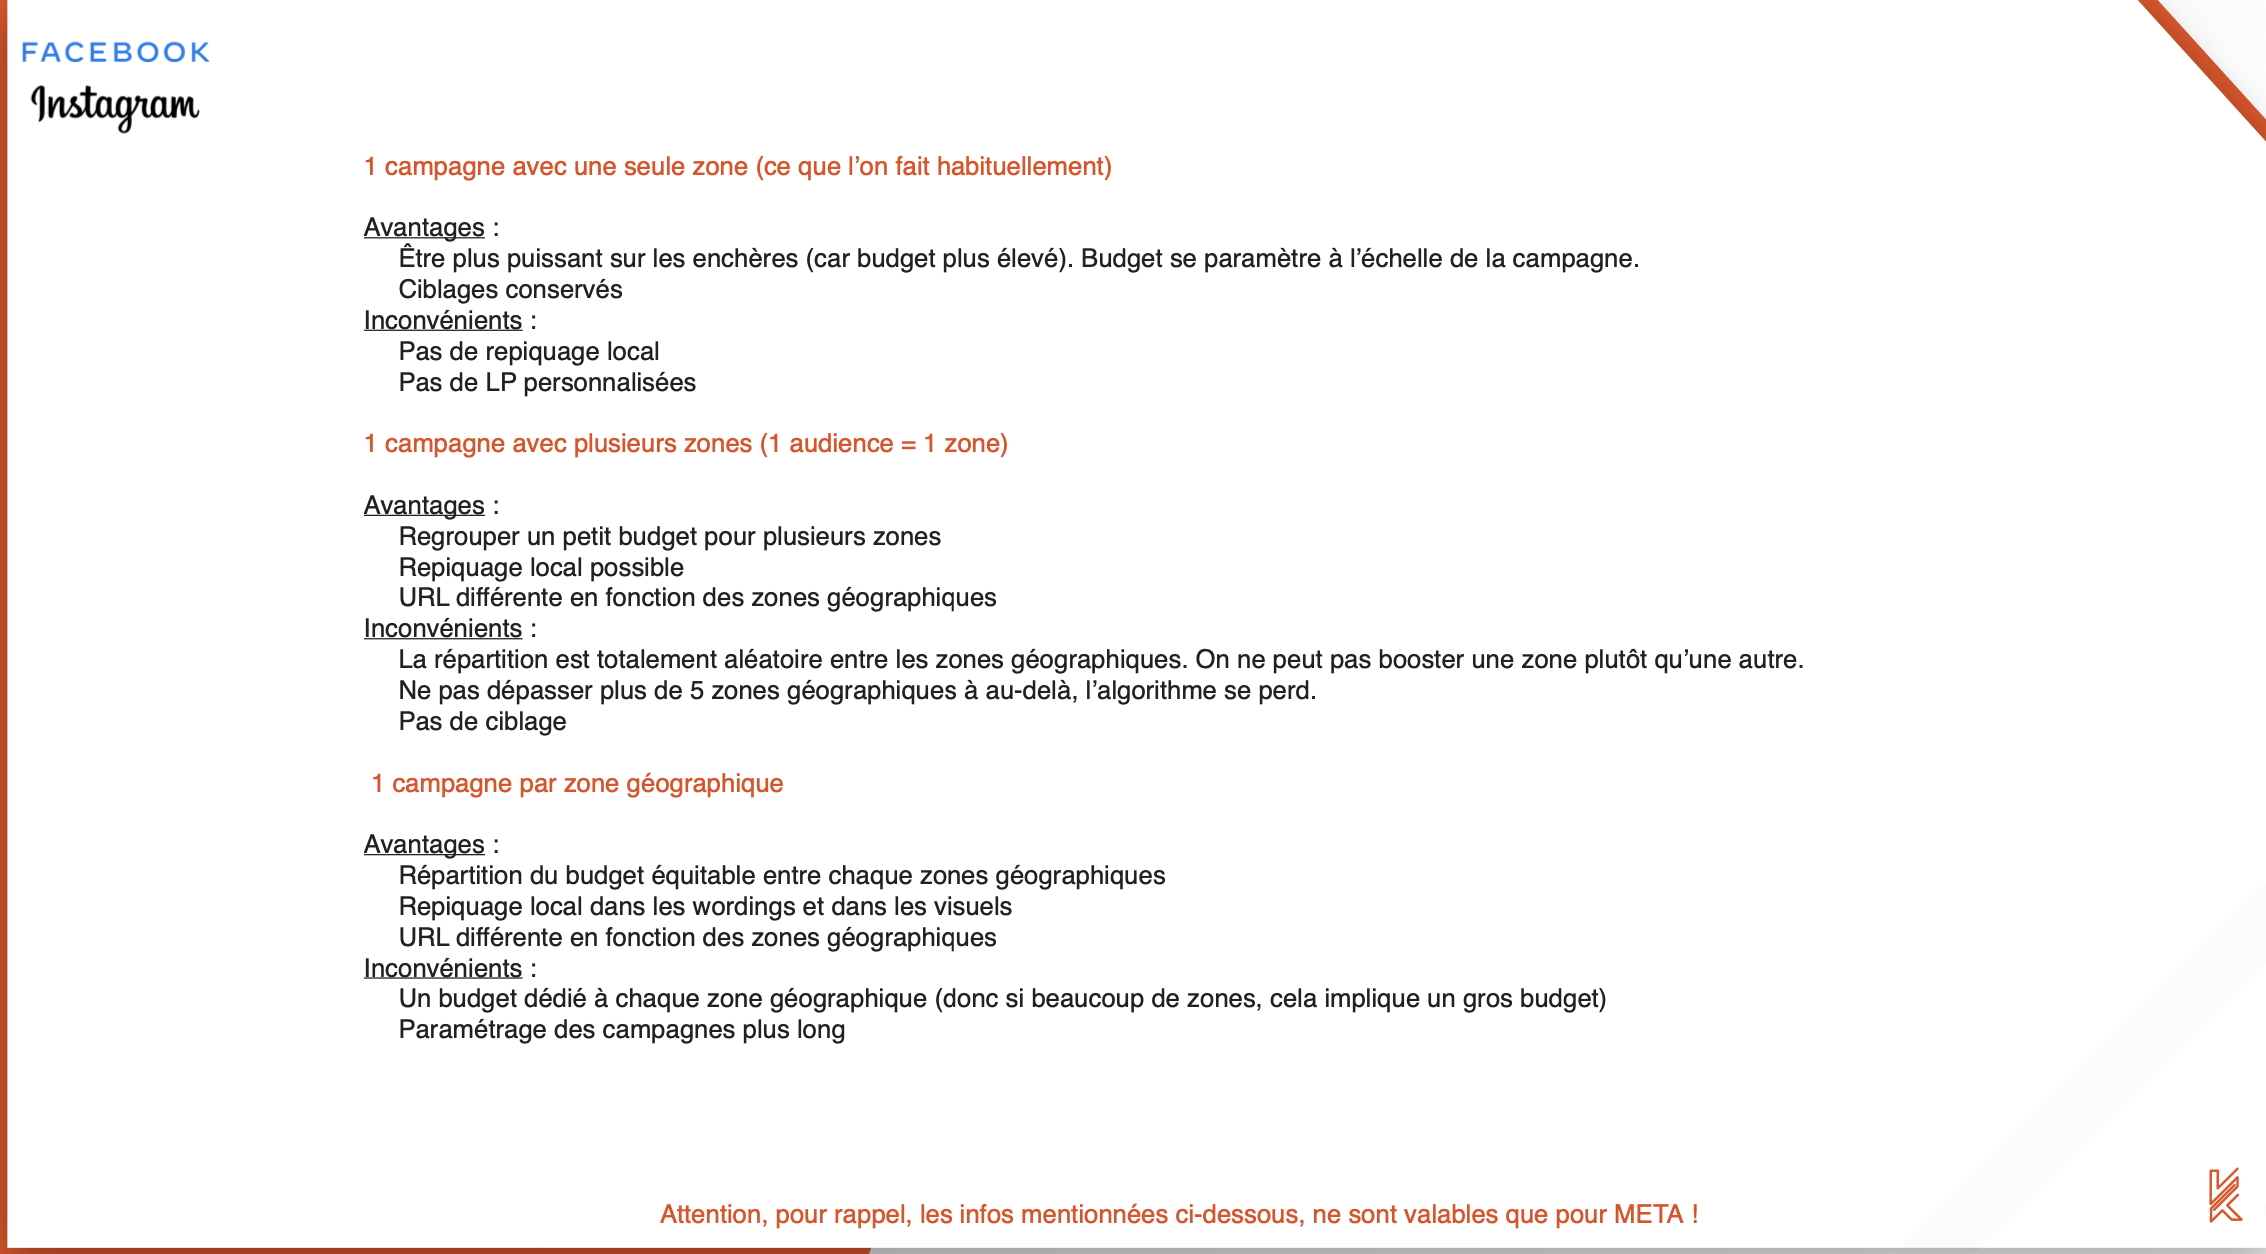 FACEBOOK
Instagram
1 campagne avec une seule zone (ce que l’on fait habituellement)
Avantages :
Être plus puissant sur les enchères (car budget plus élevé). Budget se paramètre à l’échelle de la campagne.
Ciblages conservés
Inconvénients :
Pas de repiquage local
Pas de LP personnalisées
1 campagne avec plusieurs zones (1 audience = 1 zone)
Avantages :
Regrouper un petit budget pour plusieurs zones
Repiquage local possible
URL différente en fonction des zones géographiques
Inconvénients :
La répartition est totalement aléatoire entre les zones géographiques. On ne peut pas booster une zone plutôt qu’une autre.
Ne pas dépasser plus de 5 zones géographiques à au-delà, l’algorithme se perd.
Pas de ciblage
1 campagne par zone géographique
Avantages :
Répartition du budget équitable entre chaque zones géographiques
Repiquage local dans les wordings et dans les visuels
URL différente en fonction des zones géographiques
Inconvénients :
Un budget dédié à chaque zone géographique (donc si beaucoup de zones, cela implique un gros budget)
Paramétrage des campagnes plus long
Attention, pour rappel, les infos mentionnées ci-dessous, ne sont valables que pour META !